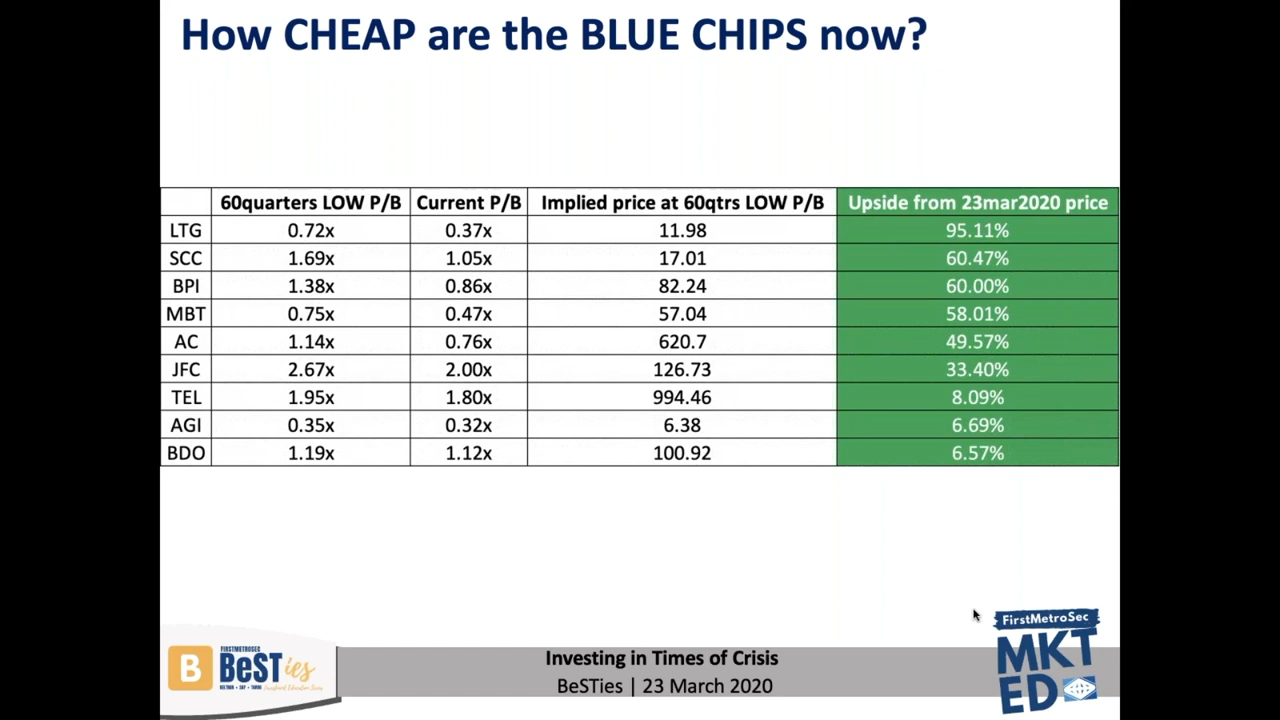 How CHEAP are the BLUE CHIPS now?
60quarters LOW P/B Current P/B Implied price at 60qtrs LOW P/B Upside from 23mar2020 price
LTG 0.72x 0.37x 11.98 95.11%
SCC 1.69x 1.05x 17.01 60.47%
BPI 1.38x 0.86x 82.24 60.00%
MBT 0.75x 0.47x 57.04 58.01%
AC 1.14x 0.76x 620.7 49.57%
JFC 2.67x 2.00x 126.73 33.40%
TEL 1.95x 1.80x 994.46 8.09%
AGI 0.35x 0.32x 6.38 6.69%
BDO 1.19x 1.12x 100.92 6.57%
B
FIRSTMETROSEC
BeSTies
Investing in Times of Crisis
BeSTies | 23 March 2020
FirstMetroSec
MKT
ED